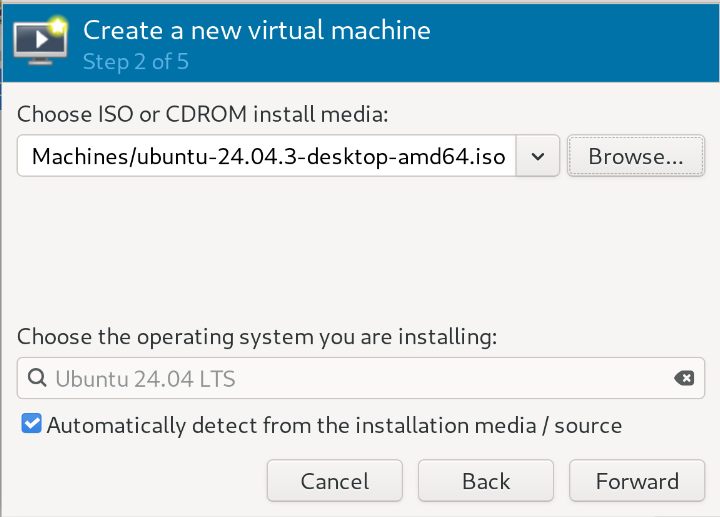 Create a new virtual machine
Step 2 of 5
Choose ISO or CDROM install media:
Machines/ubuntu-24.04.3-desktop-amd64.iso
Browse...
Choose the operating system you are installing:
Ubuntu 24.04 LTS
Automatically detect from the installation media / source
Cancel Back Forward